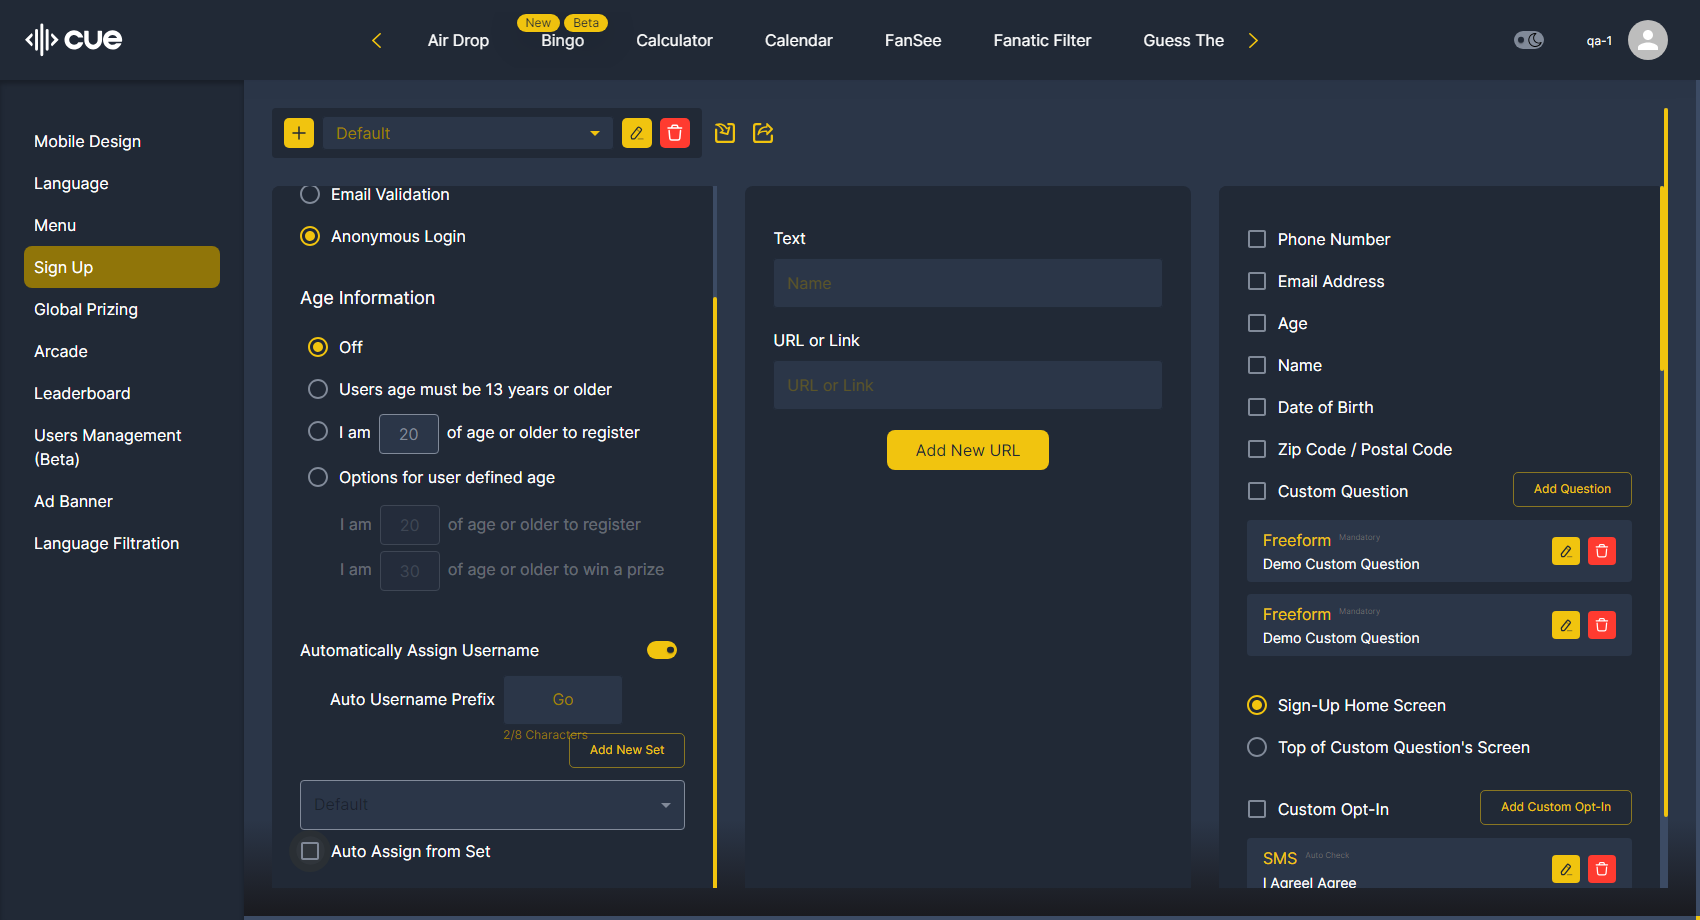 cue
Air Drop
New
Beta
Bingo
Calculator
Calendar
FanSee
Fanatic Filter
Guess The
qa-1
Mobile Design
Language
Menu
Sign Up
Global Prizing
Arcade
Leaderboard
Users Management
(Beta)
Ad Banner
Language Filtration
Default
Email Validation
Anonymous Login
Age Information
Off
Users age must be 13 years or older
I am 20 of age or older to register
Options for user defined age
I am 20 of age or older to register
I am 30 of age or older to win a prize
Automatically Assign Username
Auto Username Prefix Go
2/8 Characters
Add New Set
Default
Auto Assign from Set
Text
Name
URL or Link
URL or Link
Add New URL
Phone Number
Email Address
Age
Name
Date of Birth
Zip Code / Postal Code
Custom Question Add Question
Freeform Mandatory
Demo Custom Question
Freeform Mandatory
Demo Custom Question
Sign-Up Home Screen
Top of Custom Question's Screen
Custom Opt-In Add Custom Opt-In
SMS Auto Check
I AgreeI Agree